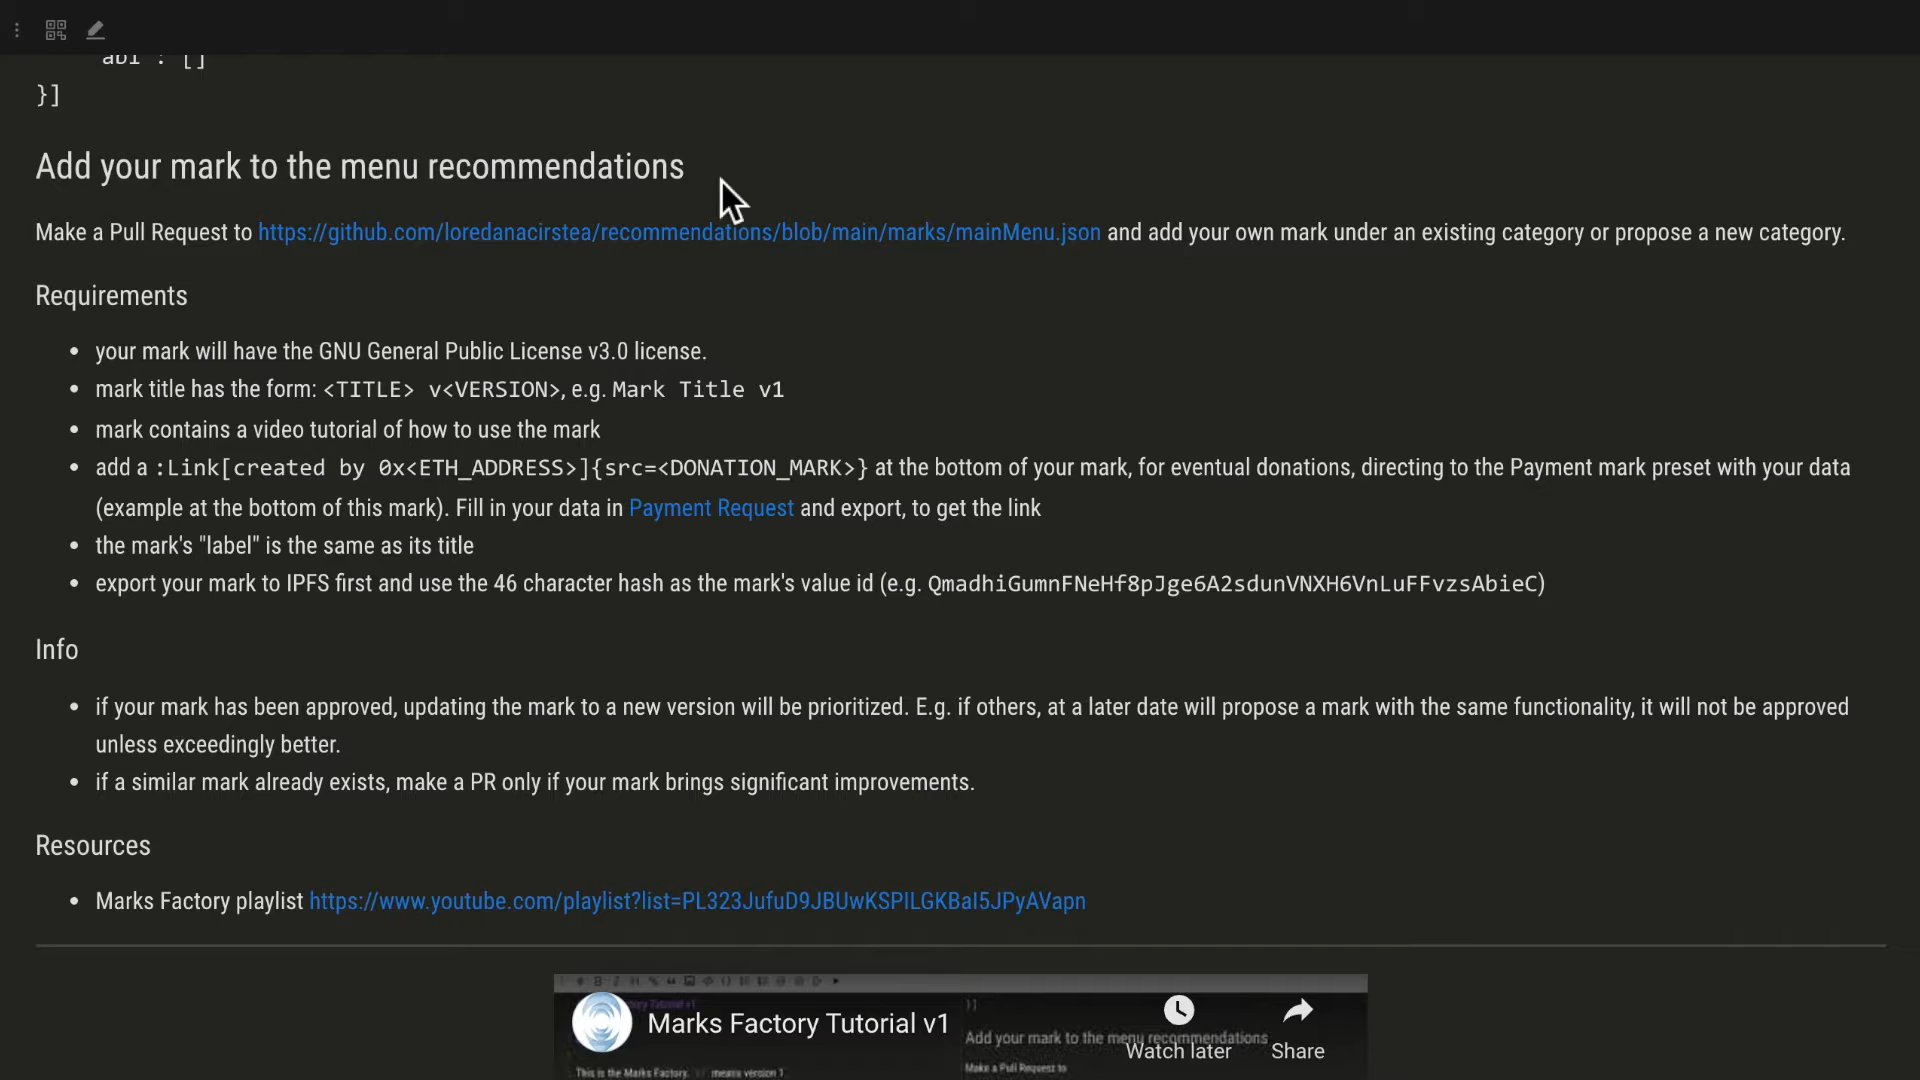 abi : []
}]
Add your mark to the menu recommendations
Make a Pull Request to https://github.com/loredanacirstea/recommendations/blob/main/marks/mainMenu.json and add your own mark under an existing category or propose a new category.
Requirements
• your mark will have the GNU General Public License v3.0 license.
• mark title has the form: <TITLE> v<VERSION>, e.g. Mark Title v1
• mark contains a video tutorial of how to use the mark
• add a :Link[created by 0x<ETH_ADDRESS>]{src=<DONATION_MARK>} at the bottom of your mark, for eventual donations, directing to the Payment mark preset with your data
(example at the bottom of this mark). Fill in your data in Payment Request and export, to get the link
• the mark's "label" is the same as its title
• export your mark to IPFS first and use the 46 character hash as the mark's value id (e.g. QmadhiGumnFNeHf8pJge6A2sdunVNXH6VnLuFFvzsAbieC)
Info
• if your mark has been approved, updating the mark to a new version will be prioritized. E.g. if others, at a later date will propose a mark with the same functionality, it will not be approved
unless exceedingly better.
• if a similar mark already exists, make a PR only if your mark brings significant improvements.
Resources
• Marks Factory playlist https://www.youtube.com/playlist?list=PL323JufuD9JBUwKSPILGKBaI5JPyAVapn
tory Tutorial v1
}]
Marks Factory Tutorial v1
Add your mark to the menu recommendations
Watch later
Share
This is the Marks Factory. means version 1
Make a Pull Request to